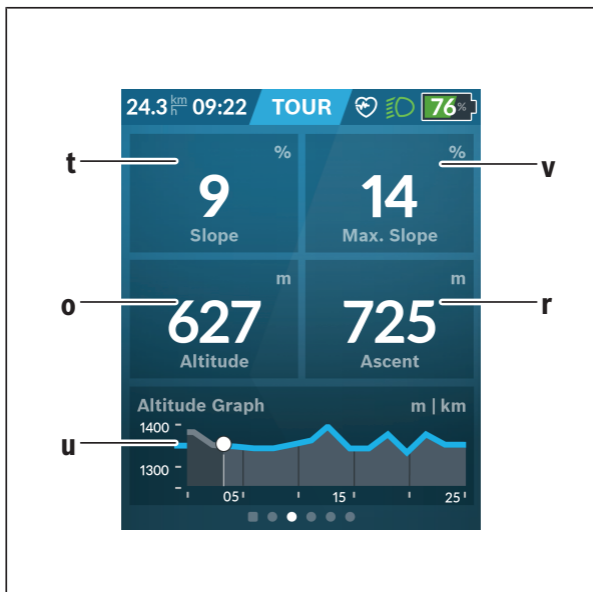 24.3 km/h 09:22 TOUR 76%
t % % v
9 14
Slope Max. Slope
o m m r
627 725
Altitude Ascent
Altitude Graph m | km
1400
u
1300
05 15 25